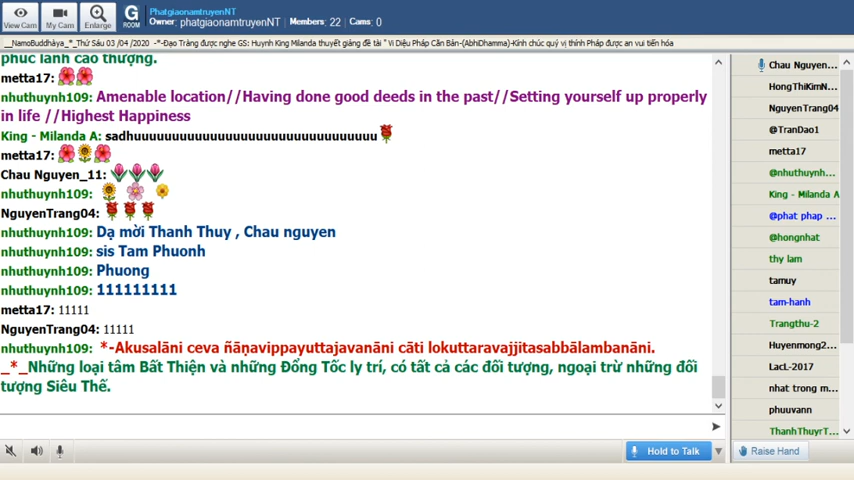 View Cam
My Cam
Enlarge
G
ROOM
PhatgiaonamtruyenNT
Owner: phatgiaonamtruyenNT | Members: 22 Cams: 0
__NamoBuddhàya_*_Thứ Sáu 03 /04 /2020 -*-Đạo Tràng được nghe GS: Huynh King Milanda thuyết giảng đề tài " Vi Diệu Pháp Căn Bản-(AbhiDhamma)-Kính chúc quý vị thính Pháp được an vui tiến hóa
phúc lành cao thượng.
metta17:
nhuthuynh109: Amenable location//Having done good deeds in the past//Setting yourself up properly
in life //Highest Happiness
King - Milanda A: sadhuuuuuuuuuuuuuuuuuuuuuuuuuuuuuuuu
metta17:
Chau Nguyen_11:
nhuthuynh109:
NguyenTrang04:
nhuthuynh109: Dạ mời Thanh Thuy , Chau nguyen
nhuthuynh109: sis Tam Phuonh
nhuthuynh109: Phuong
nhuthuynh109: 111111111
metta17: 11111
NguyenTrang04: 11111
nhuthuynh109: *-Akusalāni ceva ñāṇavippayuttajavanāni cāti lokuttaravajjitasabbālambanāni.
_*_Những loại tâm Bất Thiện và những Đổng Tốc ly trí, có tất cả các đối tượng, ngoại trừ những đối
tượng Siêu Thế.
Chau Nguyen...
HongThiKimN...
NguyenTrang04
@TranDao1
metta17
@nhuthuynh...
King - Milanda A
@phat phap ...
@hongnhat
thy lam
tamuy
tam-hanh
Trangthu-2
Huyenmong2...
LacL-2017
nhat trong m...
phuuvann
ThanhThuyrT...
Hold to Talk
Raise Hand